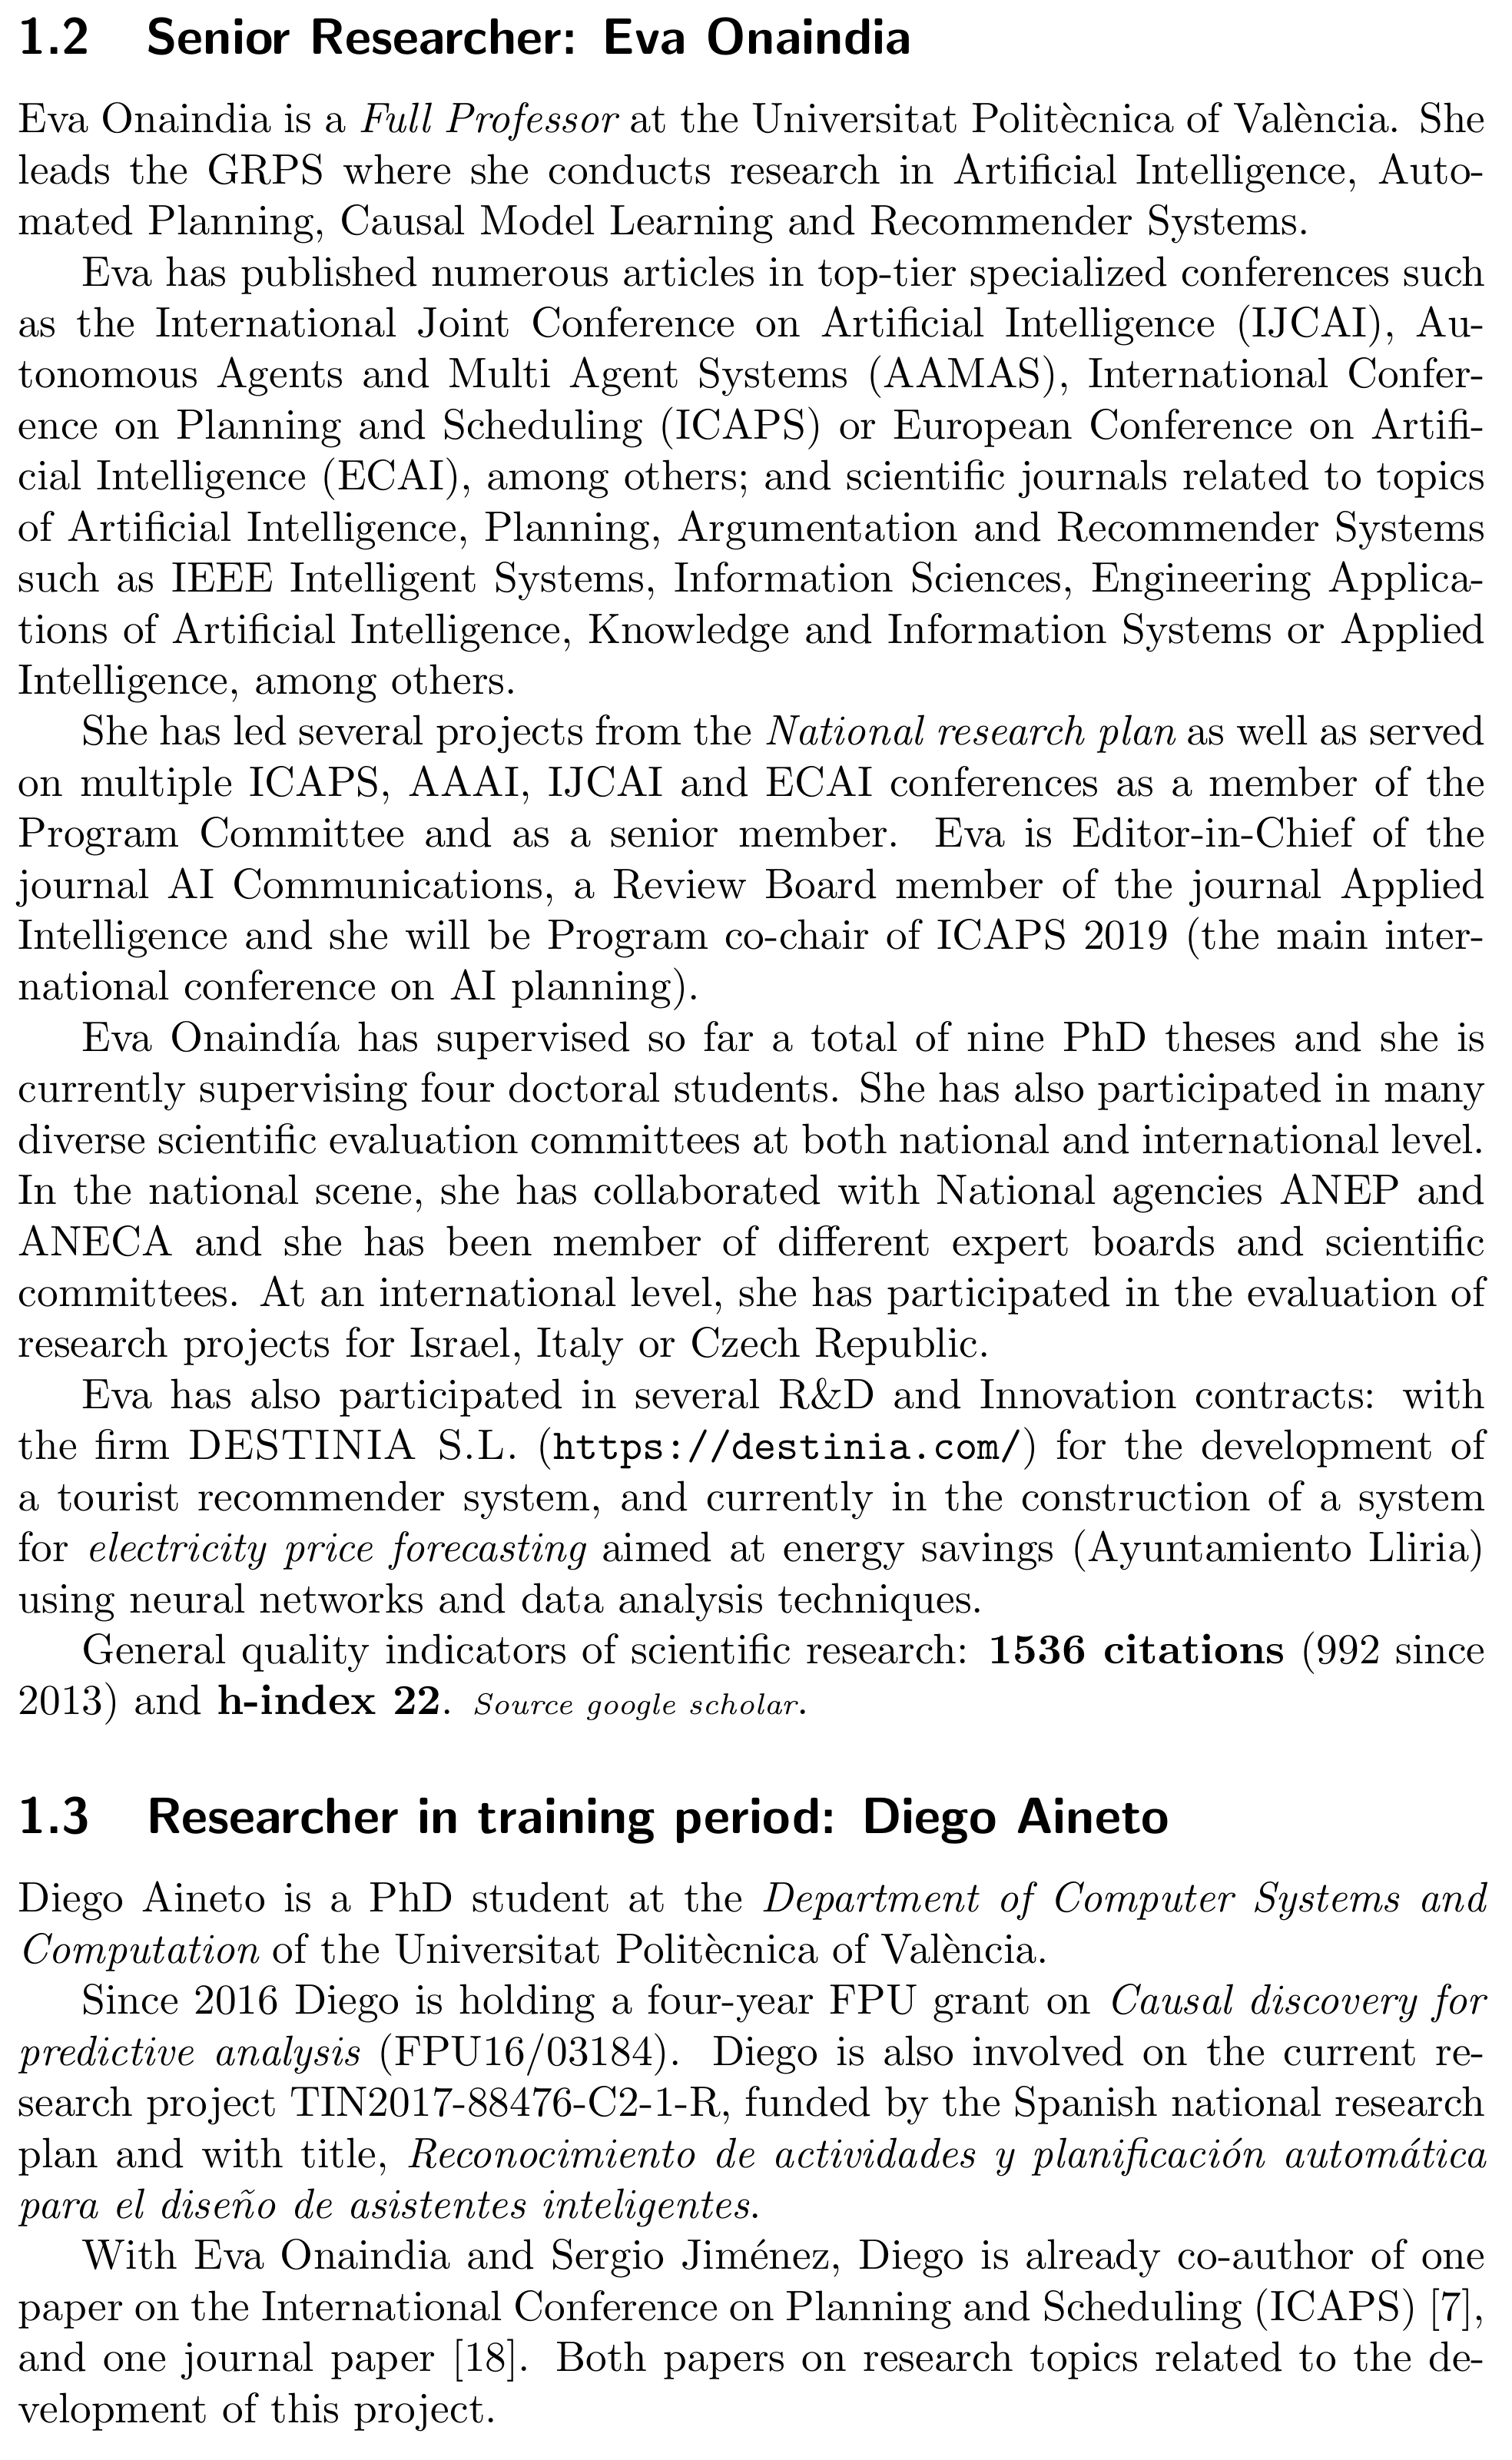 1.2 Senior Researcher: Eva Onaindia
Eva Onaindia is a Full Professor at the Universitat Politècnica of València. She
leads the GRPS where she conducts research in Artificial Intelligence, Auto-
mated Planning, Causal Model Learning and Recommender Systems.
Eva has published numerous articles in top-tier specialized conferences such
as the International Joint Conference on Artificial Intelligence (IJCAI), Au-
tonomous Agents and Multi Agent Systems (AAMAS), International Confer-
ence on Planning and Scheduling (ICAPS) or European Conference on Artifi-
cial Intelligence (ECAI), among others; and scientific journals related to topics
of Artificial Intelligence, Planning, Argumentation and Recommender Systems
such as IEEE Intelligent Systems, Information Sciences, Engineering Applica-
tions of Artificial Intelligence, Knowledge and Information Systems or Applied
Intelligence, among others.
She has led several projects from the National research plan as well as served
on multiple ICAPS, AAAI, IJCAI and ECAI conferences as a member of the
Program Committee and as a senior member. Eva is Editor-in-Chief of the
journal AI Communications, a Review Board member of the journal Applied
Intelligence and she will be Program co-chair of ICAPS 2019 (the main inter-
national conference on AI planning).
Eva Onaindía has supervised so far a total of nine PhD theses and she is
currently supervising four doctoral students. She has also participated in many
diverse scientific evaluation committees at both national and international level.
In the national scene, she has collaborated with National agencies ANEP and
ANECA and she has been member of different expert boards and scientific
committees. At an international level, she has participated in the evaluation of
research projects for Israel, Italy or Czech Republic.
Eva has also participated in several R&D and Innovation contracts: with
the firm DESTINIA S.L. (https://destinia.com/) for the development of
a tourist recommender system, and currently in the construction of a system
for electricity price forecasting aimed at energy savings (Ayuntamiento Lliria)
using neural networks and data analysis techniques.
General quality indicators of scientific research: 1536 citations (992 since
2013) and h-index 22. Source google scholar.
1.3 Researcher in training period: Diego Aineto
Diego Aineto is a PhD student at the Department of Computer Systems and
Computation of the Universitat Politècnica of València.
Since 2016 Diego is holding a four-year FPU grant on Causal discovery for
predictive analysis (FPU16/03184). Diego is also involved on the current re-
search project TIN2017-88476-C2-1-R, funded by the Spanish national research
plan and with title, Reconocimiento de actividades y planificación automática
para el diseño de asistentes inteligentes.
With Eva Onaindia and Sergio Jiménez, Diego is already co-author of one
paper on the International Conference on Planning and Scheduling (ICAPS) [7],
and one journal paper [18]. Both papers on research topics related to the de-
velopment of this project.